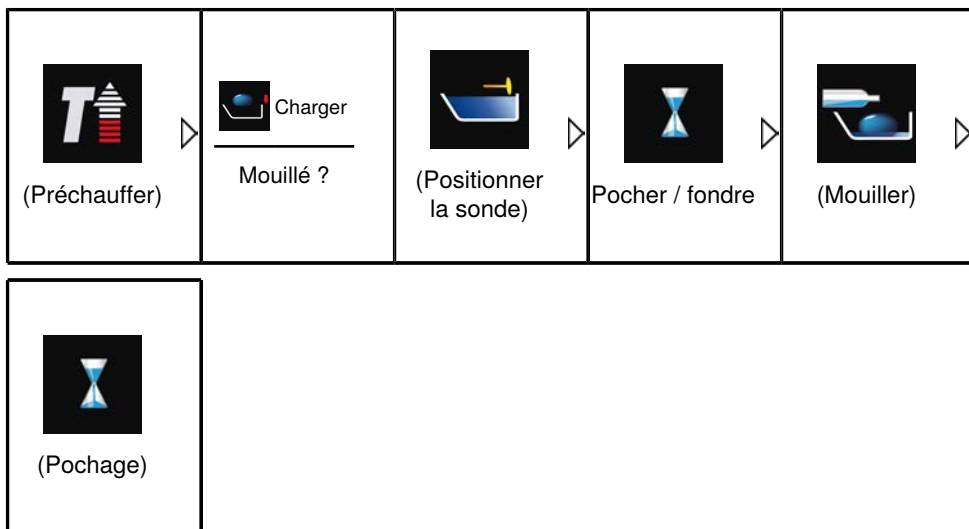 (Préchauffer)
Charger
Mouillé ?
(Positionner
la sonde)
Pocher / fondre
(Mouiller)
(Pochage)